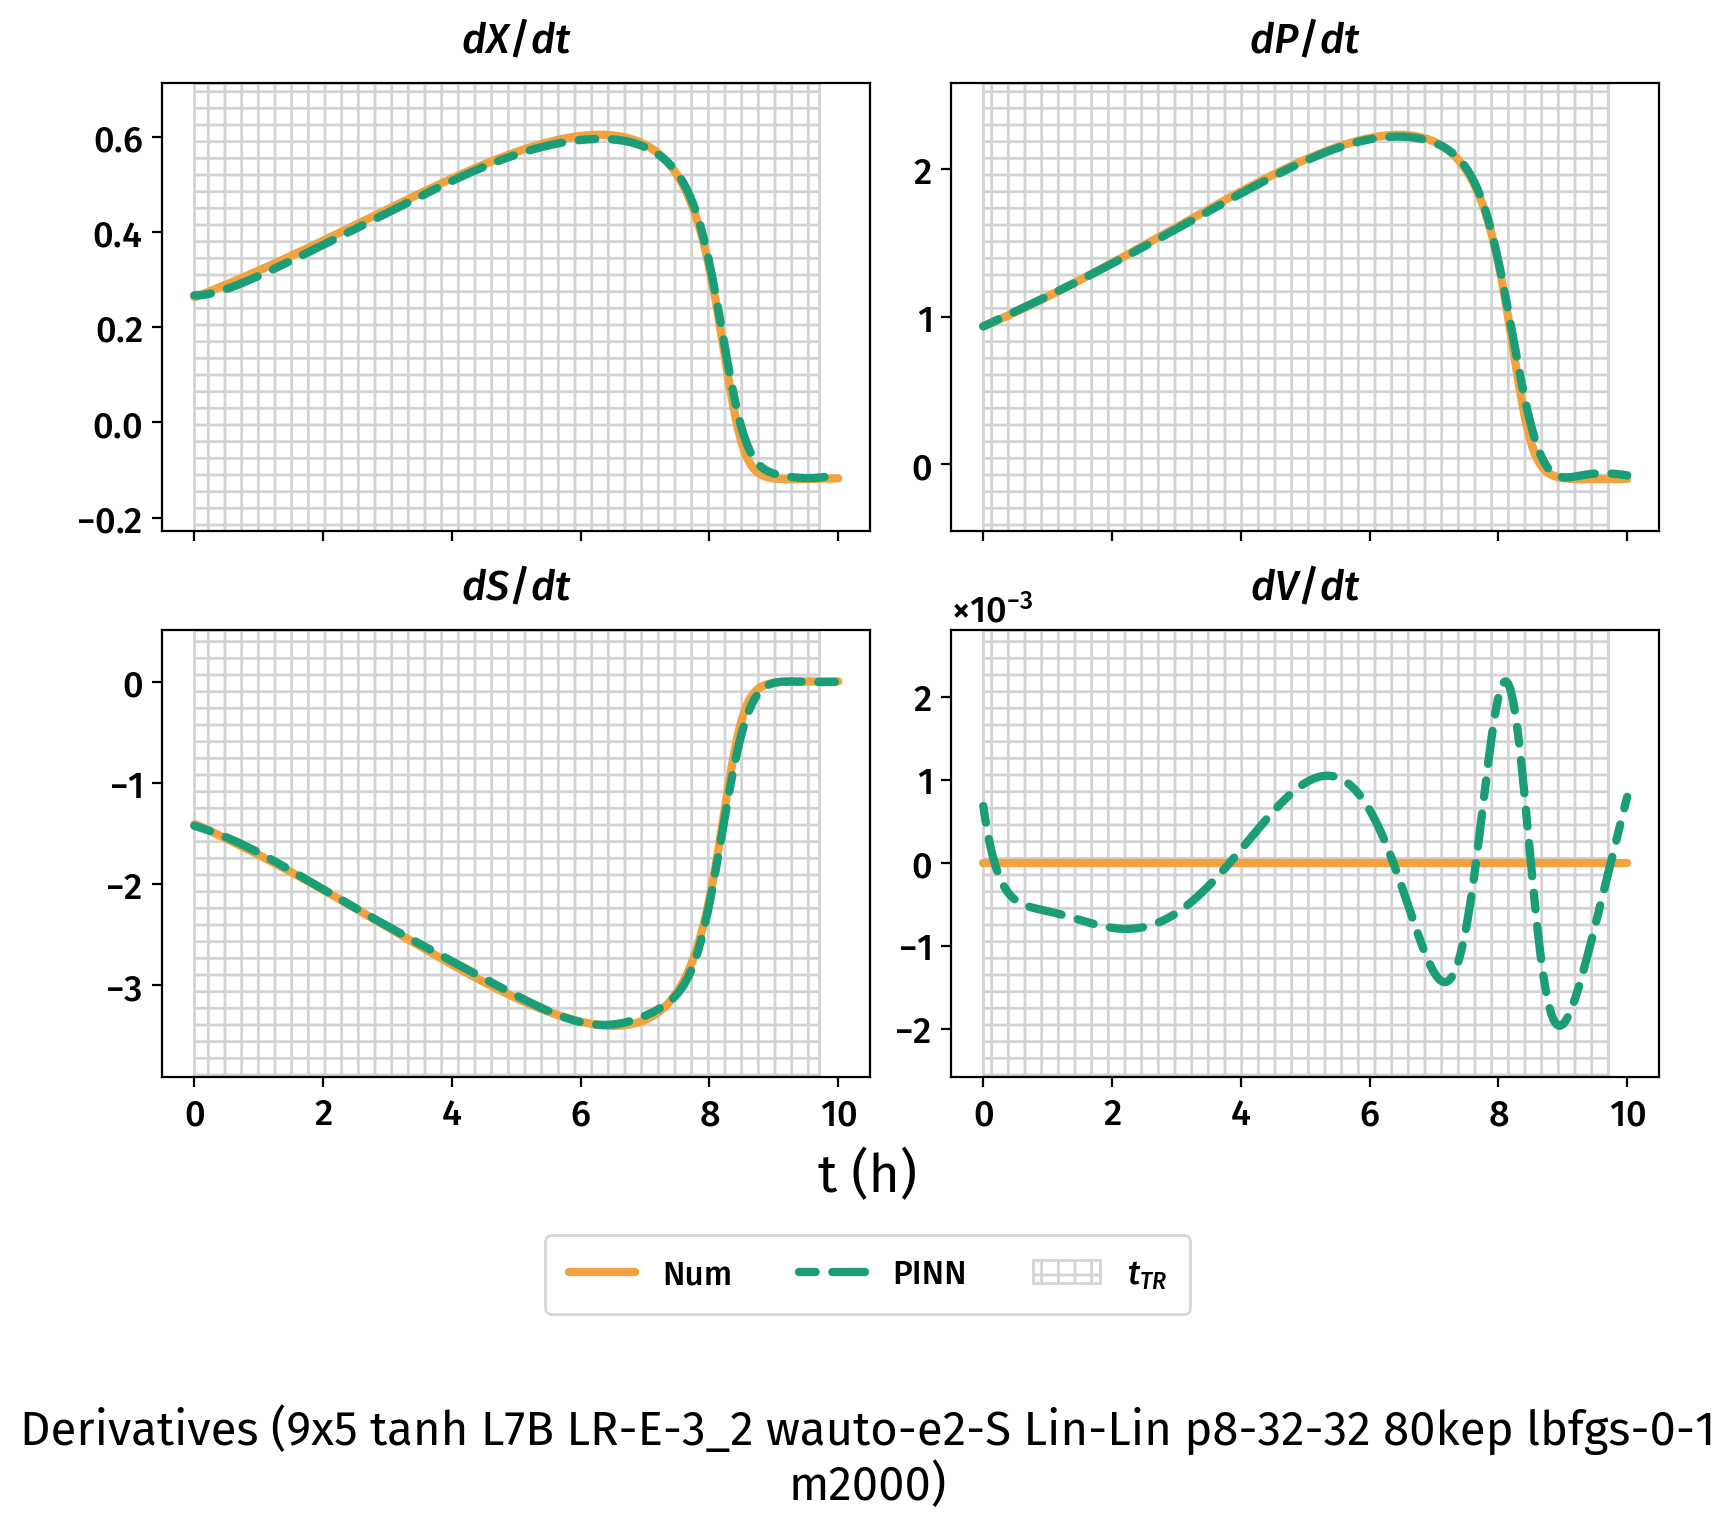 dX/dt
dP/dt
0.6
0.4
0.2
0.0
−0.2
2
1
0
dS/dt
dV/dt
×10⁻³
0
−1
−2
−3
2
1
0
−1
−2
0 2 4 6 8 10
0 2 4 6 8 10
t (h)
Num PINN t_TR
Derivatives (9x5 tanh L7B LR-E-3_2 wauto-e2-S Lin-Lin p8-32-32 80kep lbfgs-0-1
m2000)